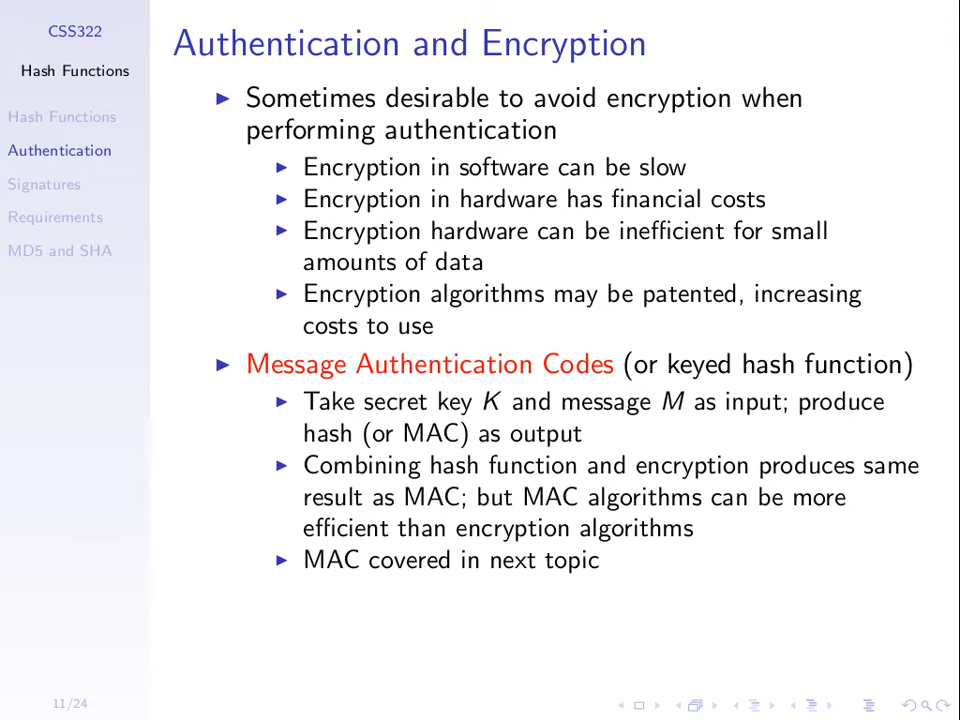 CSS322
Hash Functions
Hash Functions
Authentication
Signatures
Requirements
MD5 and SHA
Authentication and Encryption
Sometimes desirable to avoid encryption when
performing authentication
Encryption in software can be slow
Encryption in hardware has financial costs
Encryption hardware can be inefficient for small
amounts of data
Encryption algorithms may be patented, increasing
costs to use
Message Authentication Codes (or keyed hash function)
Take secret key K and message M as input; produce
hash (or MAC) as output
Combining hash function and encryption produces same
result as MAC; but MAC algorithms can be more
efficient than encryption algorithms
MAC covered in next topic
11/24